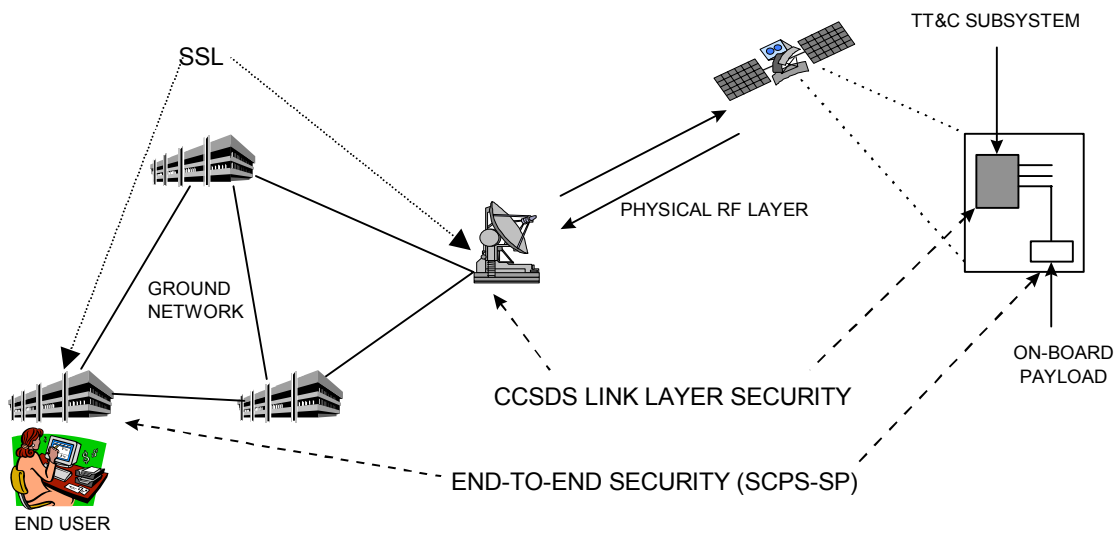 TT&C SUBSYSTEM
SSL
PHYSICAL RF LAYER
GROUND
NETWORK
ON-BOARD
PAYLOAD
CCSDS LINK LAYER SECURITY
END-TO-END SECURITY (SCPS-SP)
END USER